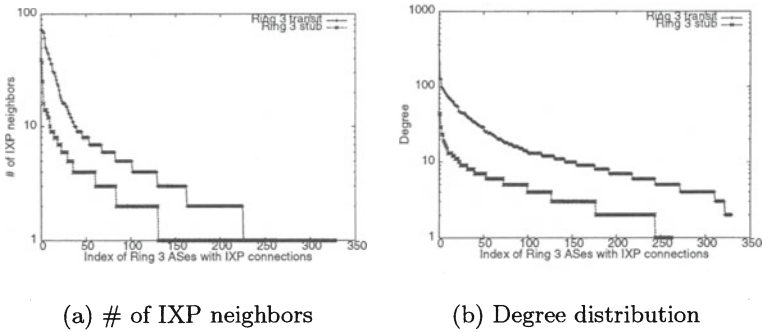 100
Ring 3 transit
Ring 3 stub
# of IXP neighbors
10
1
0 50 100 150 200 250 300 350
Index of Ring 3 ASes with IXP connections
(a) # of IXP neighbors
1000
Ring 3 transit
Ring 3 stub
Degree
100
10
1
0 50 100 150 200 250 300 350
Index of Ring 3 ASes with IXP connections
(b) Degree distribution